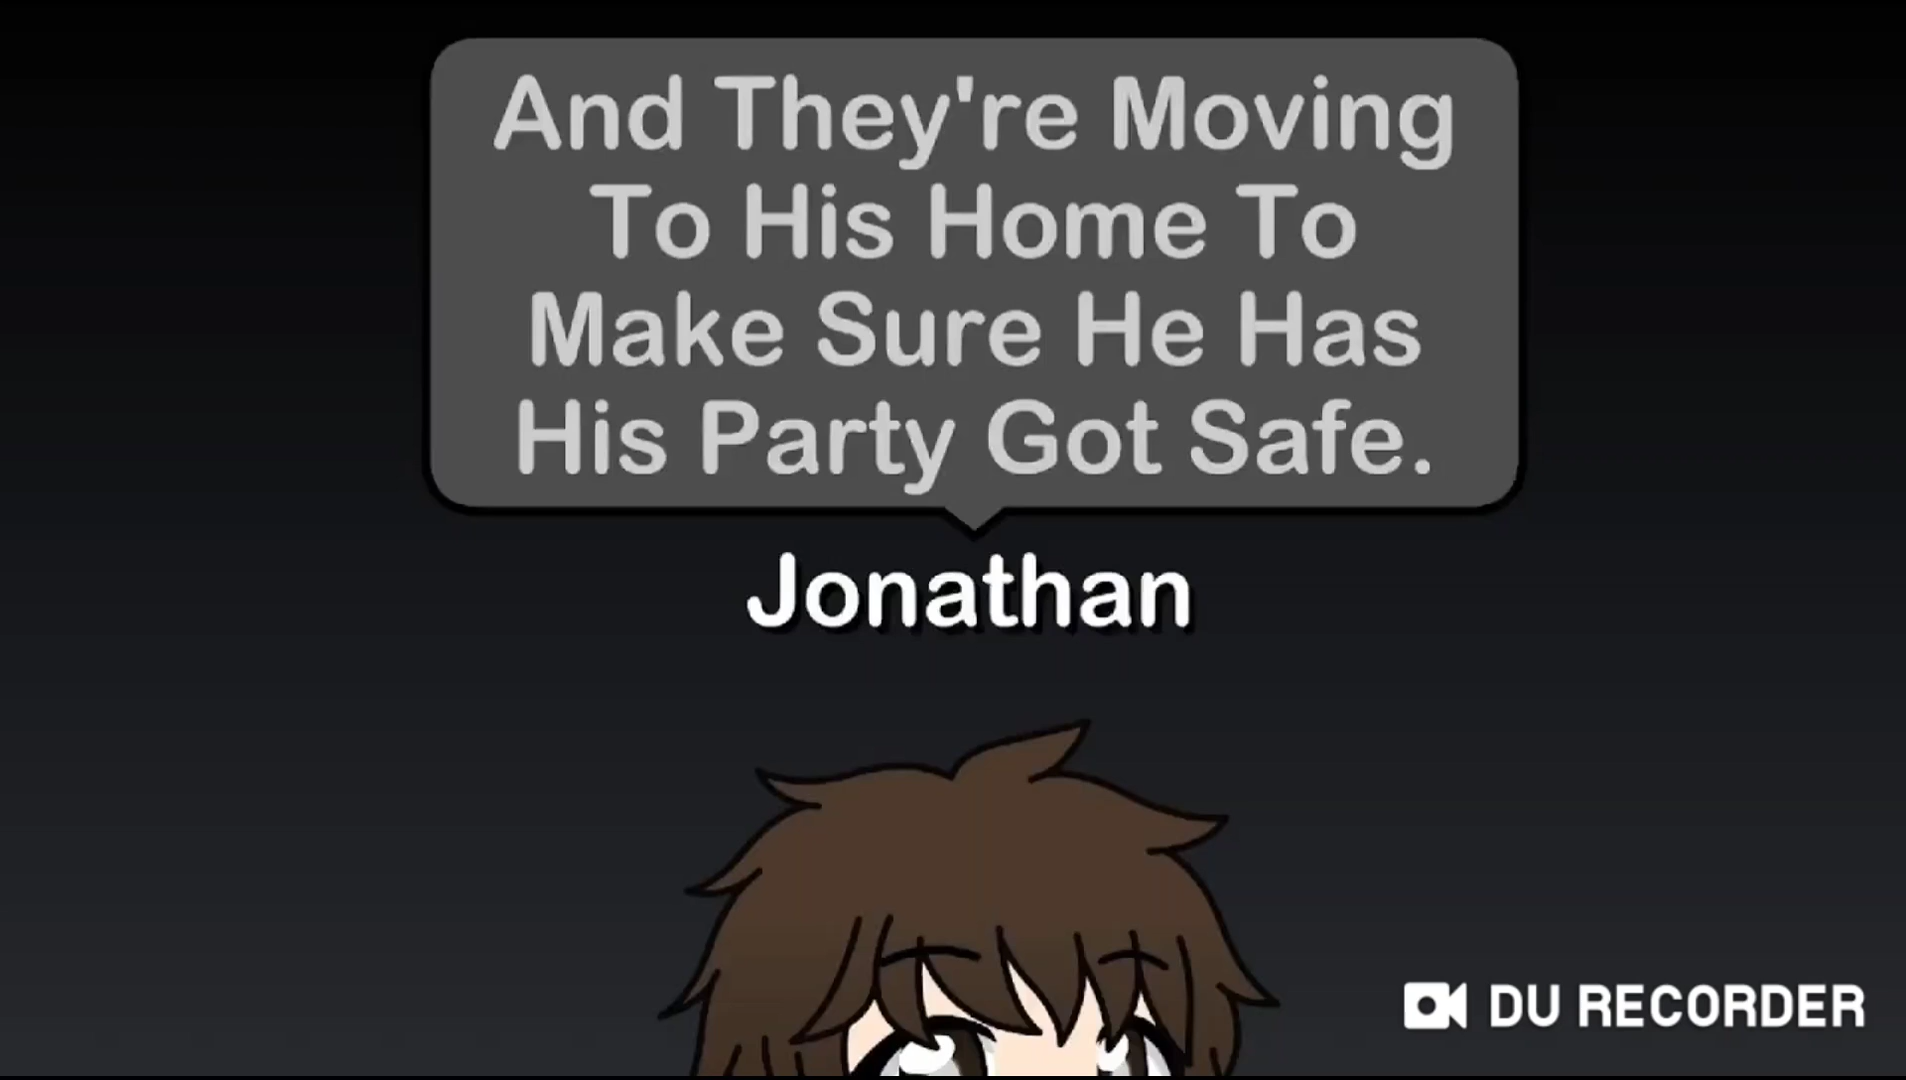 And They're Moving
To His Home To
Make Sure He Has
His Party Got Safe.
Jonathan
DU RECORDER